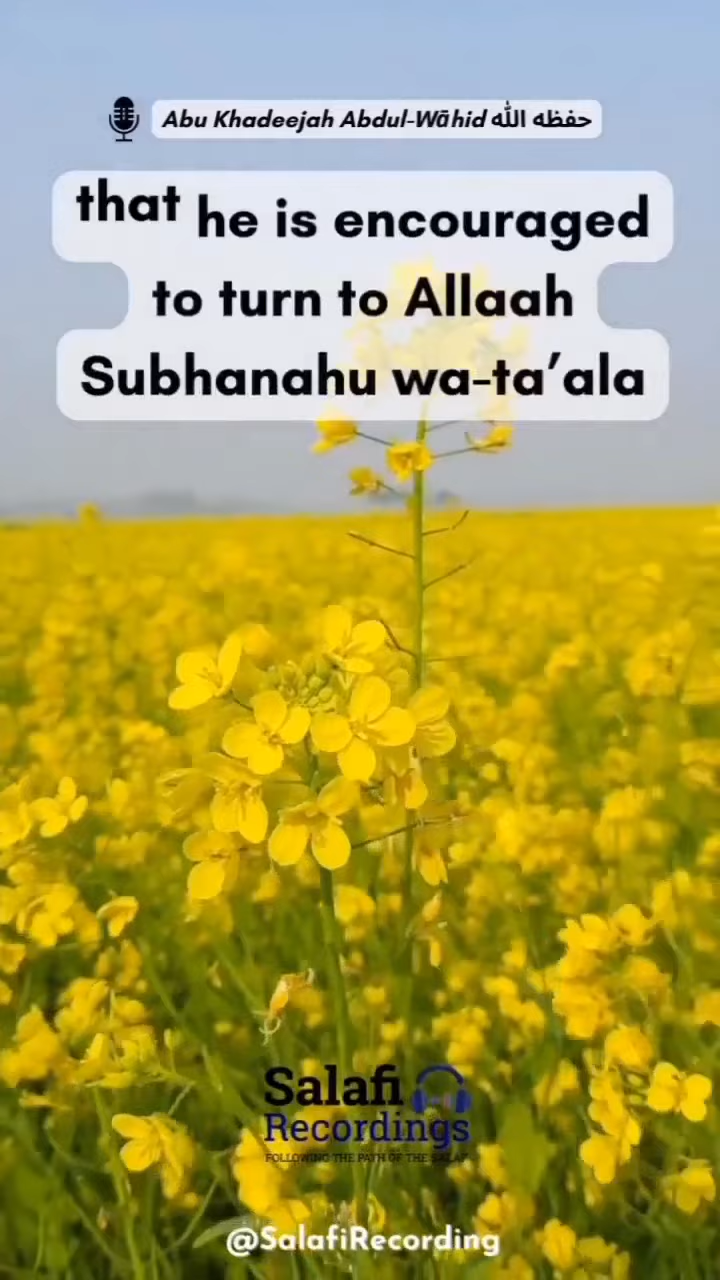 Abu Khadeejah Abdul-Wāhid حفظه الله
that he is encouraged
to turn to Allaah
Subhanahu wa-ta’ala
Salafi
Recordings
FOLLOWING THE PATH OF THE SALAF
@SalafiRecording